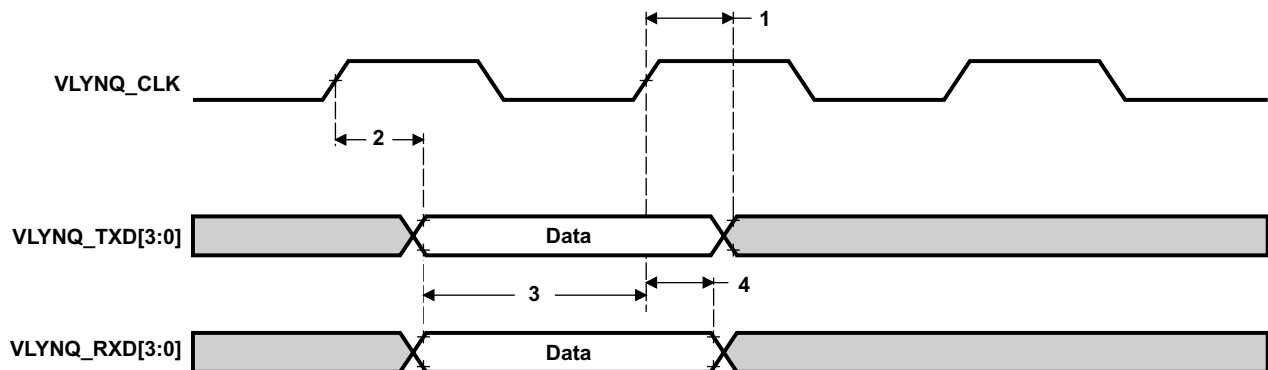 1
VLYNQ_CLK
2
VLYNQ_TXD[3:0]
Data
3
4
VLYNQ_RXD[3:0]
Data